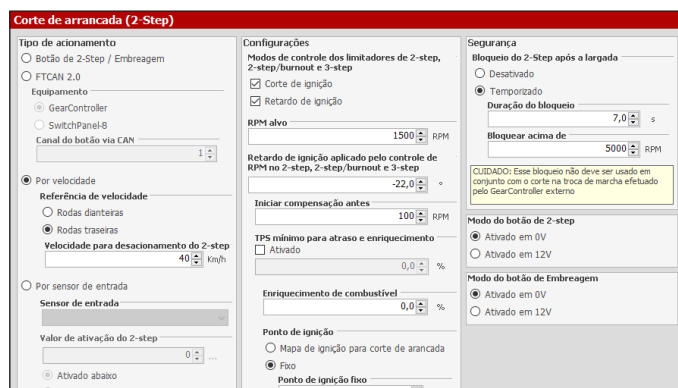 Corte de arrancada (2-Step)
Tipo de acionamento
Botão de 2-Step / Embreagem
FTCAN 2.0
Equipamento
GearController
SwitchPanel-8
Canal do botão via CAN
1
Por velocidade
Referência de velocidade
Rodas dianteiras
Rodas traseiras
Velocidade para desacionamento do 2-step
40 Km/h
Por sensor de entrada
Sensor de entrada
Valor de ativação do 2-step
0 ...
Ativado abaixo
Configurações
Modos de controle dos limitadores de 2-step,
2-step/burnout e 3-step
Corte de ignição
Retardo de ignição
RPM alvo
1500 RPM
Retardo de ignição aplicado pelo controle de
RPM no 2-step, 2-step/burnout e 3-step
-22,0 °
Iniciar compensação antes
100 RPM
TPS mínimo para atraso e enriquecimento
Ativado
0,0 %
Enriquecimento de combustível
0,0 %
Ponto de ignição
Mapa de ignição para corte de arancada
Fixo
Ponto de ignição fixo
Segurança
Bloqueio do 2-Step após a largada
Desativado
Temporizado
Duração do bloqueio
7,0 s
Bloquear acima de
5000 RPM
CUIDADO: Esse bloqueio não deve ser usado em
conjunto com o corte na troca de marcha efetuado
pelo GearController externo
Modo do botão de 2-step
Ativado em 0V
Ativado em 12V
Modo do botão de Embreagem
Ativado em 0V
Ativado em 12V